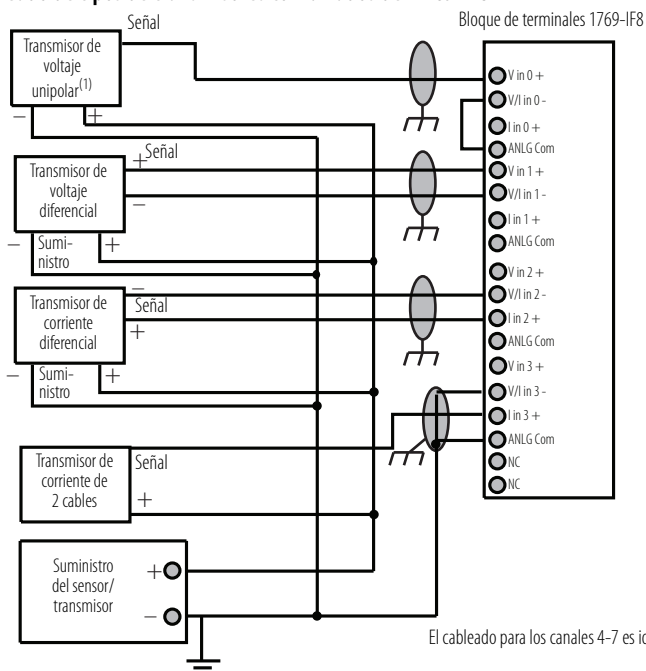 Señal
Bloque de terminales 1769-IF8
Transmisor de
voltaje
unipolar(1)
− +
V in 0 +
V/I in 0 -
I in 0 +
ANLG Com
V in 1 +
V/I in 1 -
I in 1 +
ANLG Com
V in 2 +
V/I in 2 -
I in 2 +
ANLG Com
V in 3 +
V/I in 3 -
I in 3 +
ANLG Com
NC
NC
+ Señal
Transmisor de
voltaje
diferencial
−
− Sumi- +
nistro
Transmisor de
corriente
diferencial
−
Señal
+
− Sumi- +
nistro
Transmisor de
corriente de
2 cables
Señal
+
Suministro
del sensor/
transmisor
+
−
El cableado para los canales 4-7 es